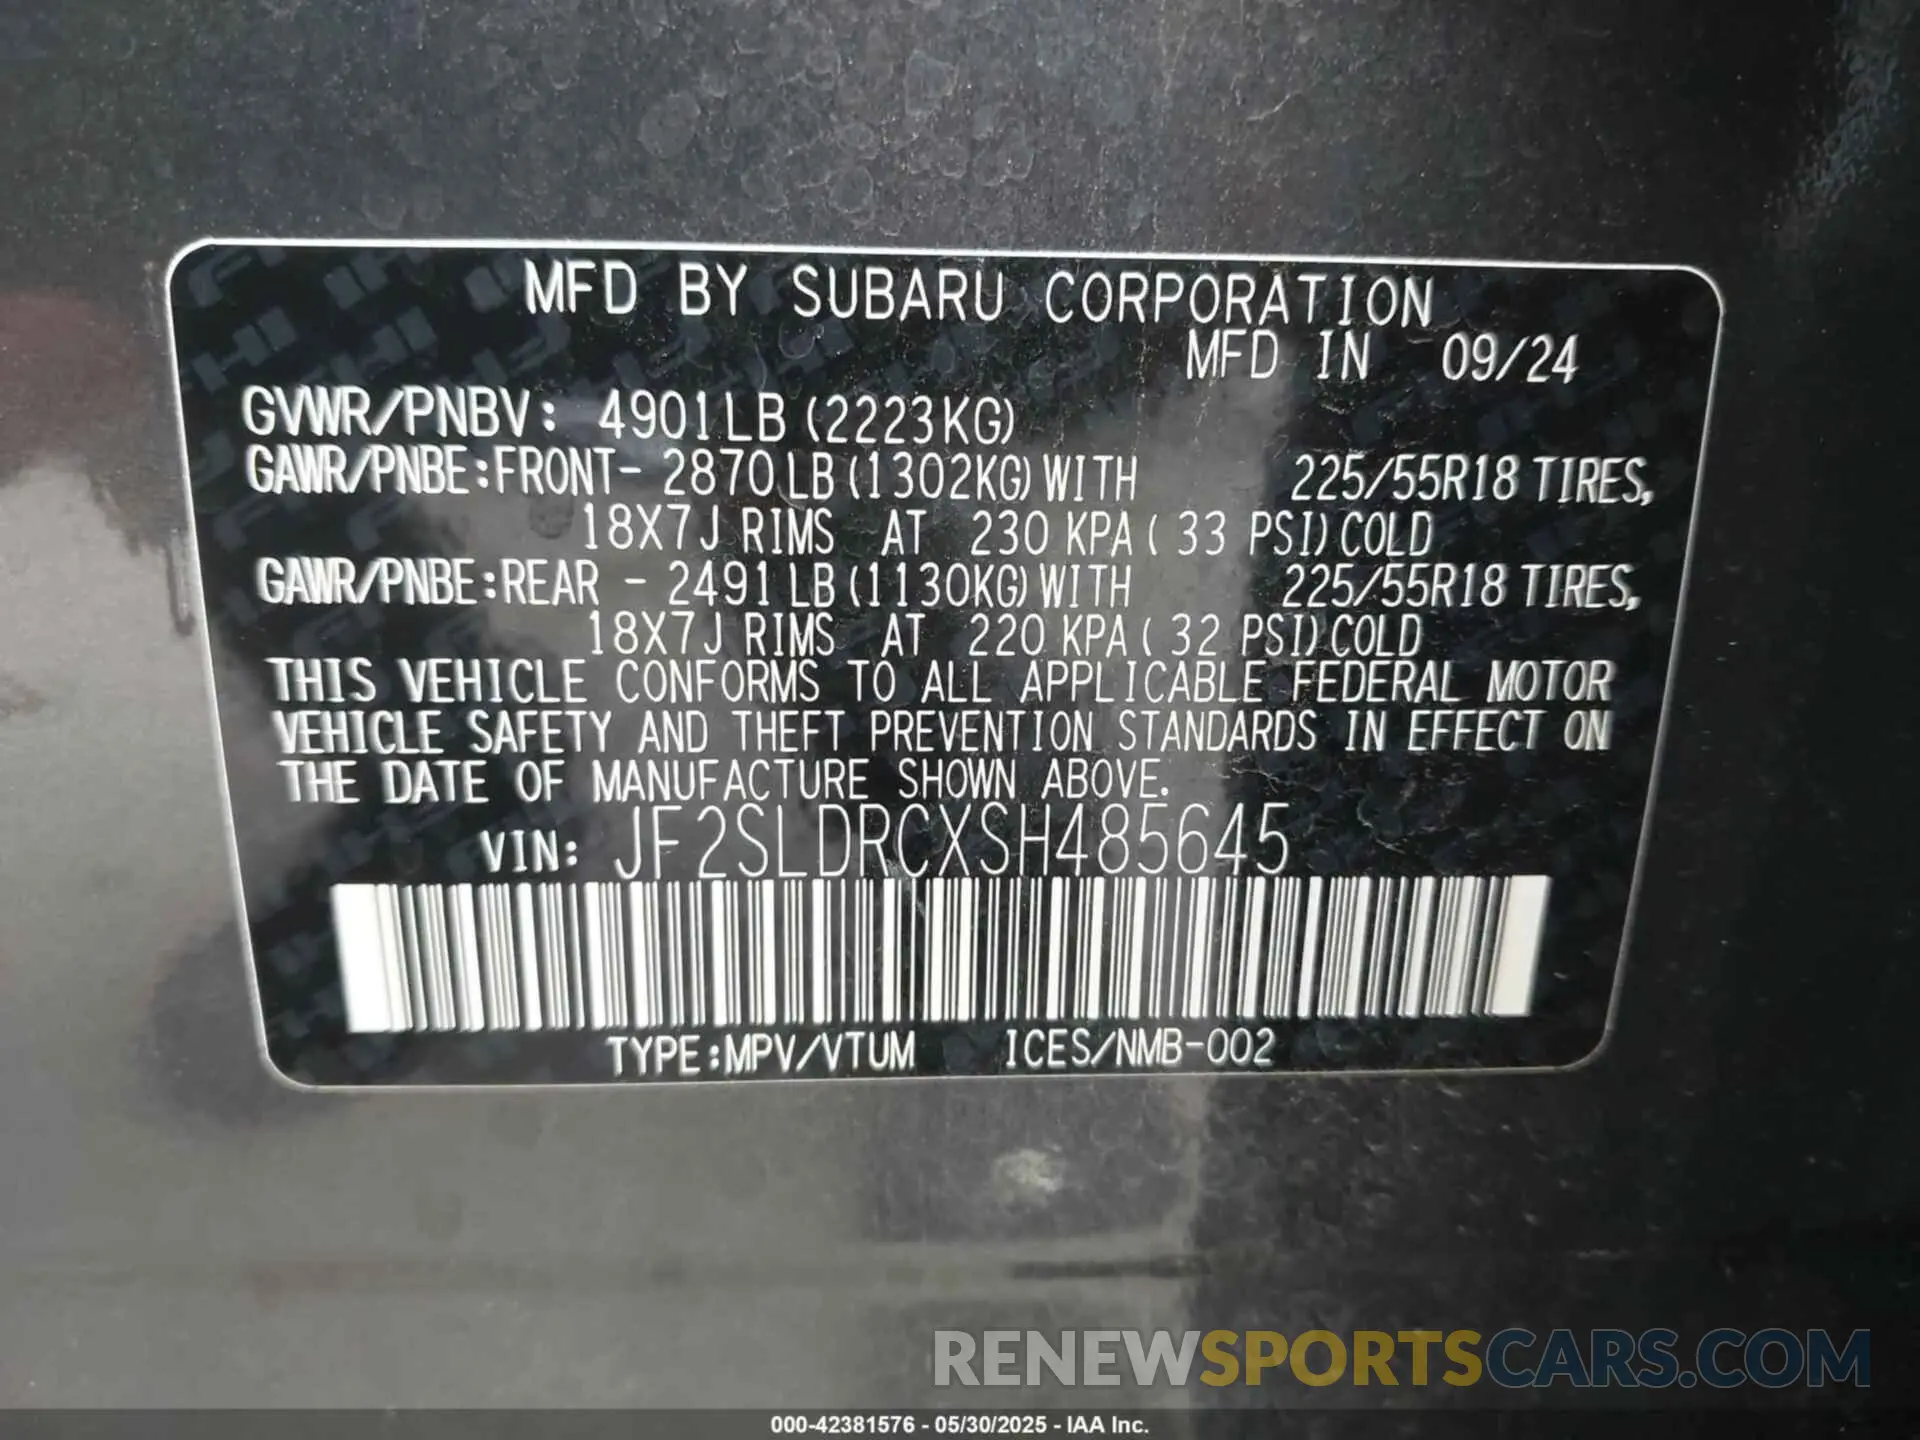 MFD BY SUBARU CORPORATION
MFD IN 09/24
GVWR/PNBV: 4901LB (2223KG)
GAWR/PNBE:FRONT- 2870LB (1302KG) WITH 225/55R18 TIRES,
18X7J RIMS AT 230 KPA ( 33 PSI) COLD
GAWR/PNBE:REAR - 2491LB (1130KG) WITH 225/55R18 TIRES,
18X7J RIMS AT 220 KPA ( 32 PSI) COLD
THIS VEHICLE CONFORMS TO ALL APPLICABLE FEDERAL MOTOR
VEHICLE SAFETY AND THEFT PREVENTION STANDARDS IN EFFECT ON
THE DATE OF MANUFACTURE SHOWN ABOVE.
VIN: JF2SLDRCXSH485645
TYPE:MPV/VTUM ICES/NMB-002
RENEWSPORTSCARS.COM
000-42381576 - 05/30/2025 - IAA Inc.